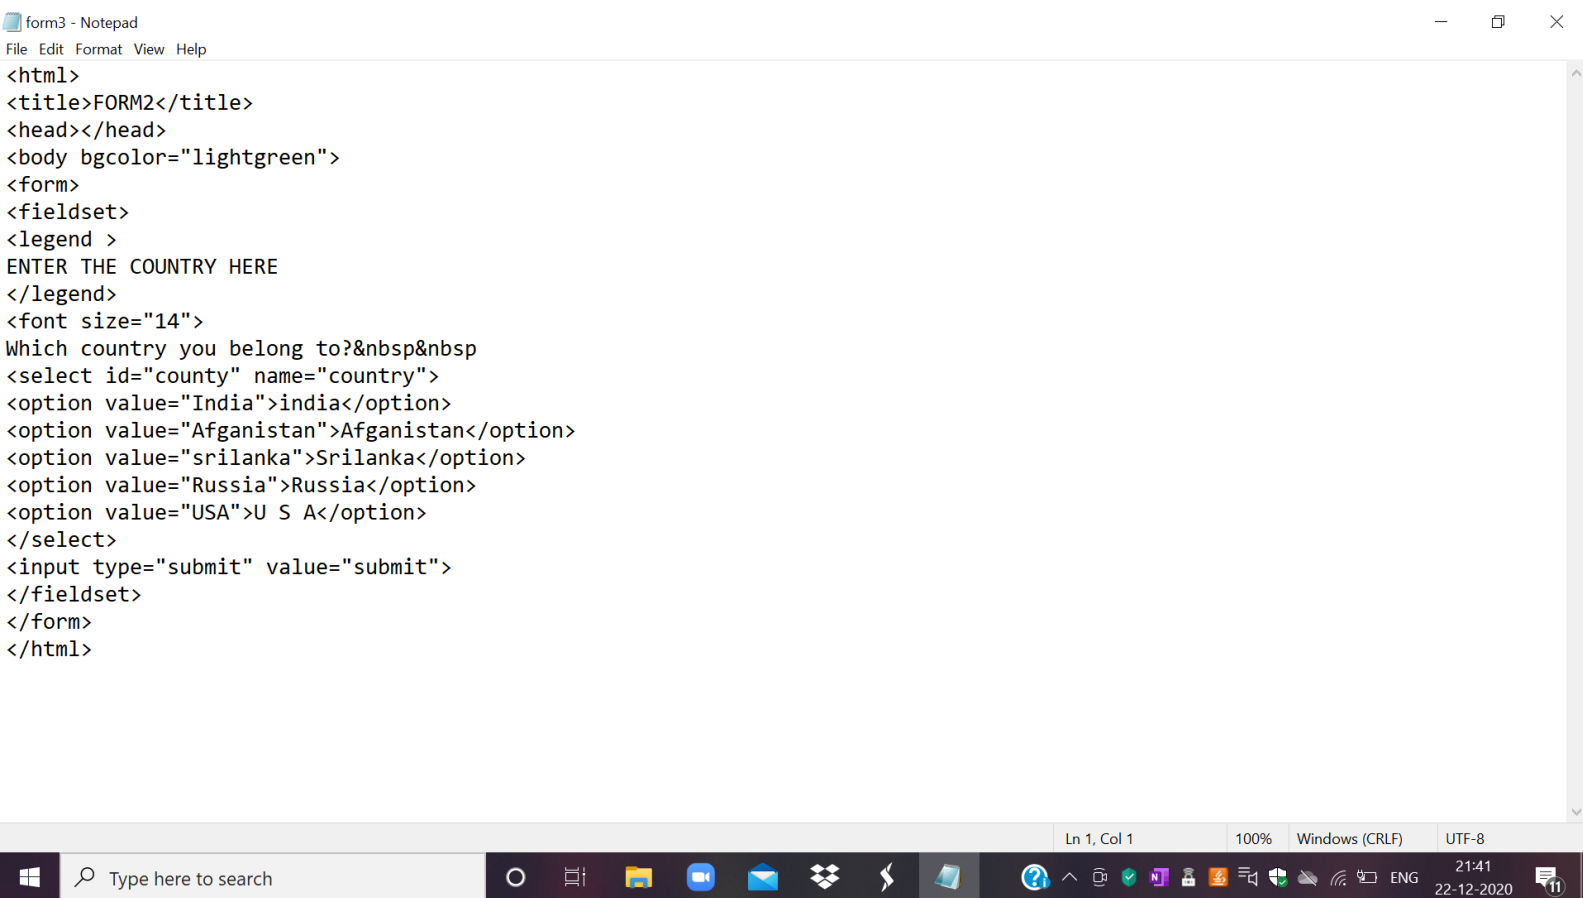 form3 - Notepad
File Edit Format View Help
<html>
<title>FORM2</title>
<head></head>
<body bgcolor="lightgreen">
<form>
<fieldset>
<legend >
ENTER THE COUNTRY HERE
</legend>
<font size="14">
Which country you belong to?&nbsp&nbsp
<select id="county" name="country">
<option value="India">india</option>
<option value="Afganistan">Afganistan</option>
<option value="srilanka">Srilanka</option>
<option value="Russia">Russia</option>
<option value="USA">U S A</option>
</select>
<input type="submit" value="submit">
</fieldset>
</form>
</html>
Ln 1, Col 1 100% Windows (CRLF) UTF-8
Type here to search
ENG
21:41
22-12-2020
11